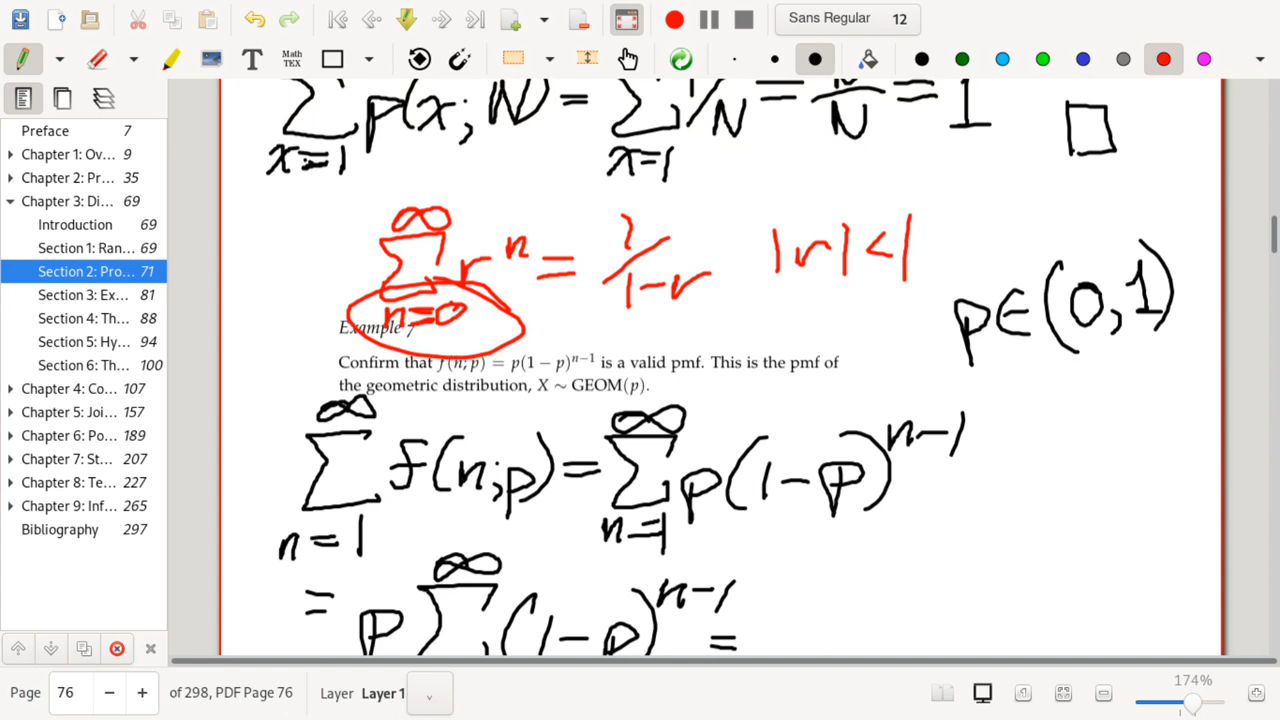 Sans Regular 12
Math TEX
Preface 7
Chapter 1: Ov... 9
Chapter 2: Pr... 35
Chapter 3: Di... 69
Introduction 69
Section 1: Ran... 69
Section 2: Pro... 71
Section 3: Ex... 81
Section 4: Th... 88
Section 5: Hy... 94
Section 6: Th... 100
Chapter 4: Co... 107
Chapter 5: Joi... 157
Chapter 6: Po... 189
Chapter 7: St... 207
Chapter 8: Te... 227
Chapter 9: Inf... 265
Bibliography 297
∑ x=1 p(x; N) = ∑ x=1 1/N = N/N = 1 □
∞ ∑ n=0 r^n = 1/1-r |r|<1
p∈(0,1)
Example 7
Confirm that f(n; p) = p(1 − p)^{n−1} is a valid pmf. This is the pmf of
the geometric distribution, X ∼ GEOM(p).
∞ ∑ n=1 f(n;p) = ∞ ∑ n=1 p(1-p)^{n-1}
= p ∞ ∑ (1-p)^{n-1} =
Page 76 of 298, PDF Page 76 Layer Layer 1 174%